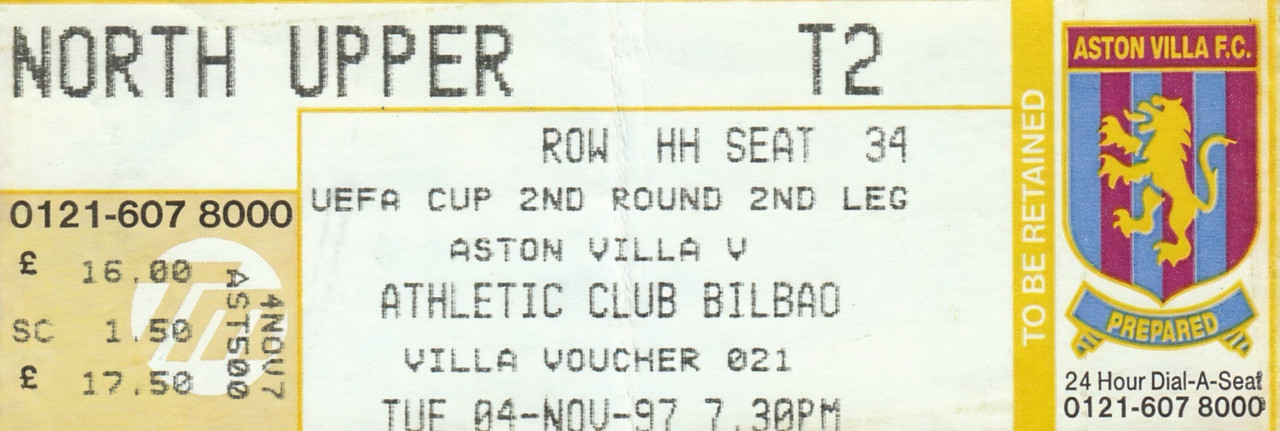 NORTH UPPER T2
ROW HH SEAT 34
UEFA CUP 2ND ROUND 2ND LEG
ASTON VILLA V
ATHLETIC CLUB BILBAO
VILLA VOUCHER 021
TUE 04-NOV-97 7.30PM
0121-607 8000
£ 16.00
SC 1.50
£ 17.50
4NOV7
AST500
TO BE RETAINED
ASTON VILLA F.C.
PREPARED
24 Hour Dial-A-Seat
0121-607 8000